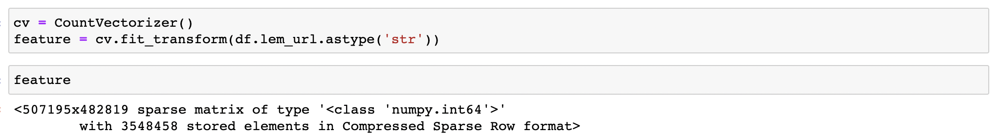 cv = CountVectorizer()
feature = cv.fit_transform(df.lem_url.astype('str'))
feature
<507195x482819 sparse matrix of type '<class 'numpy.int64'>'
with 3548458 stored elements in Compressed Sparse Row format>